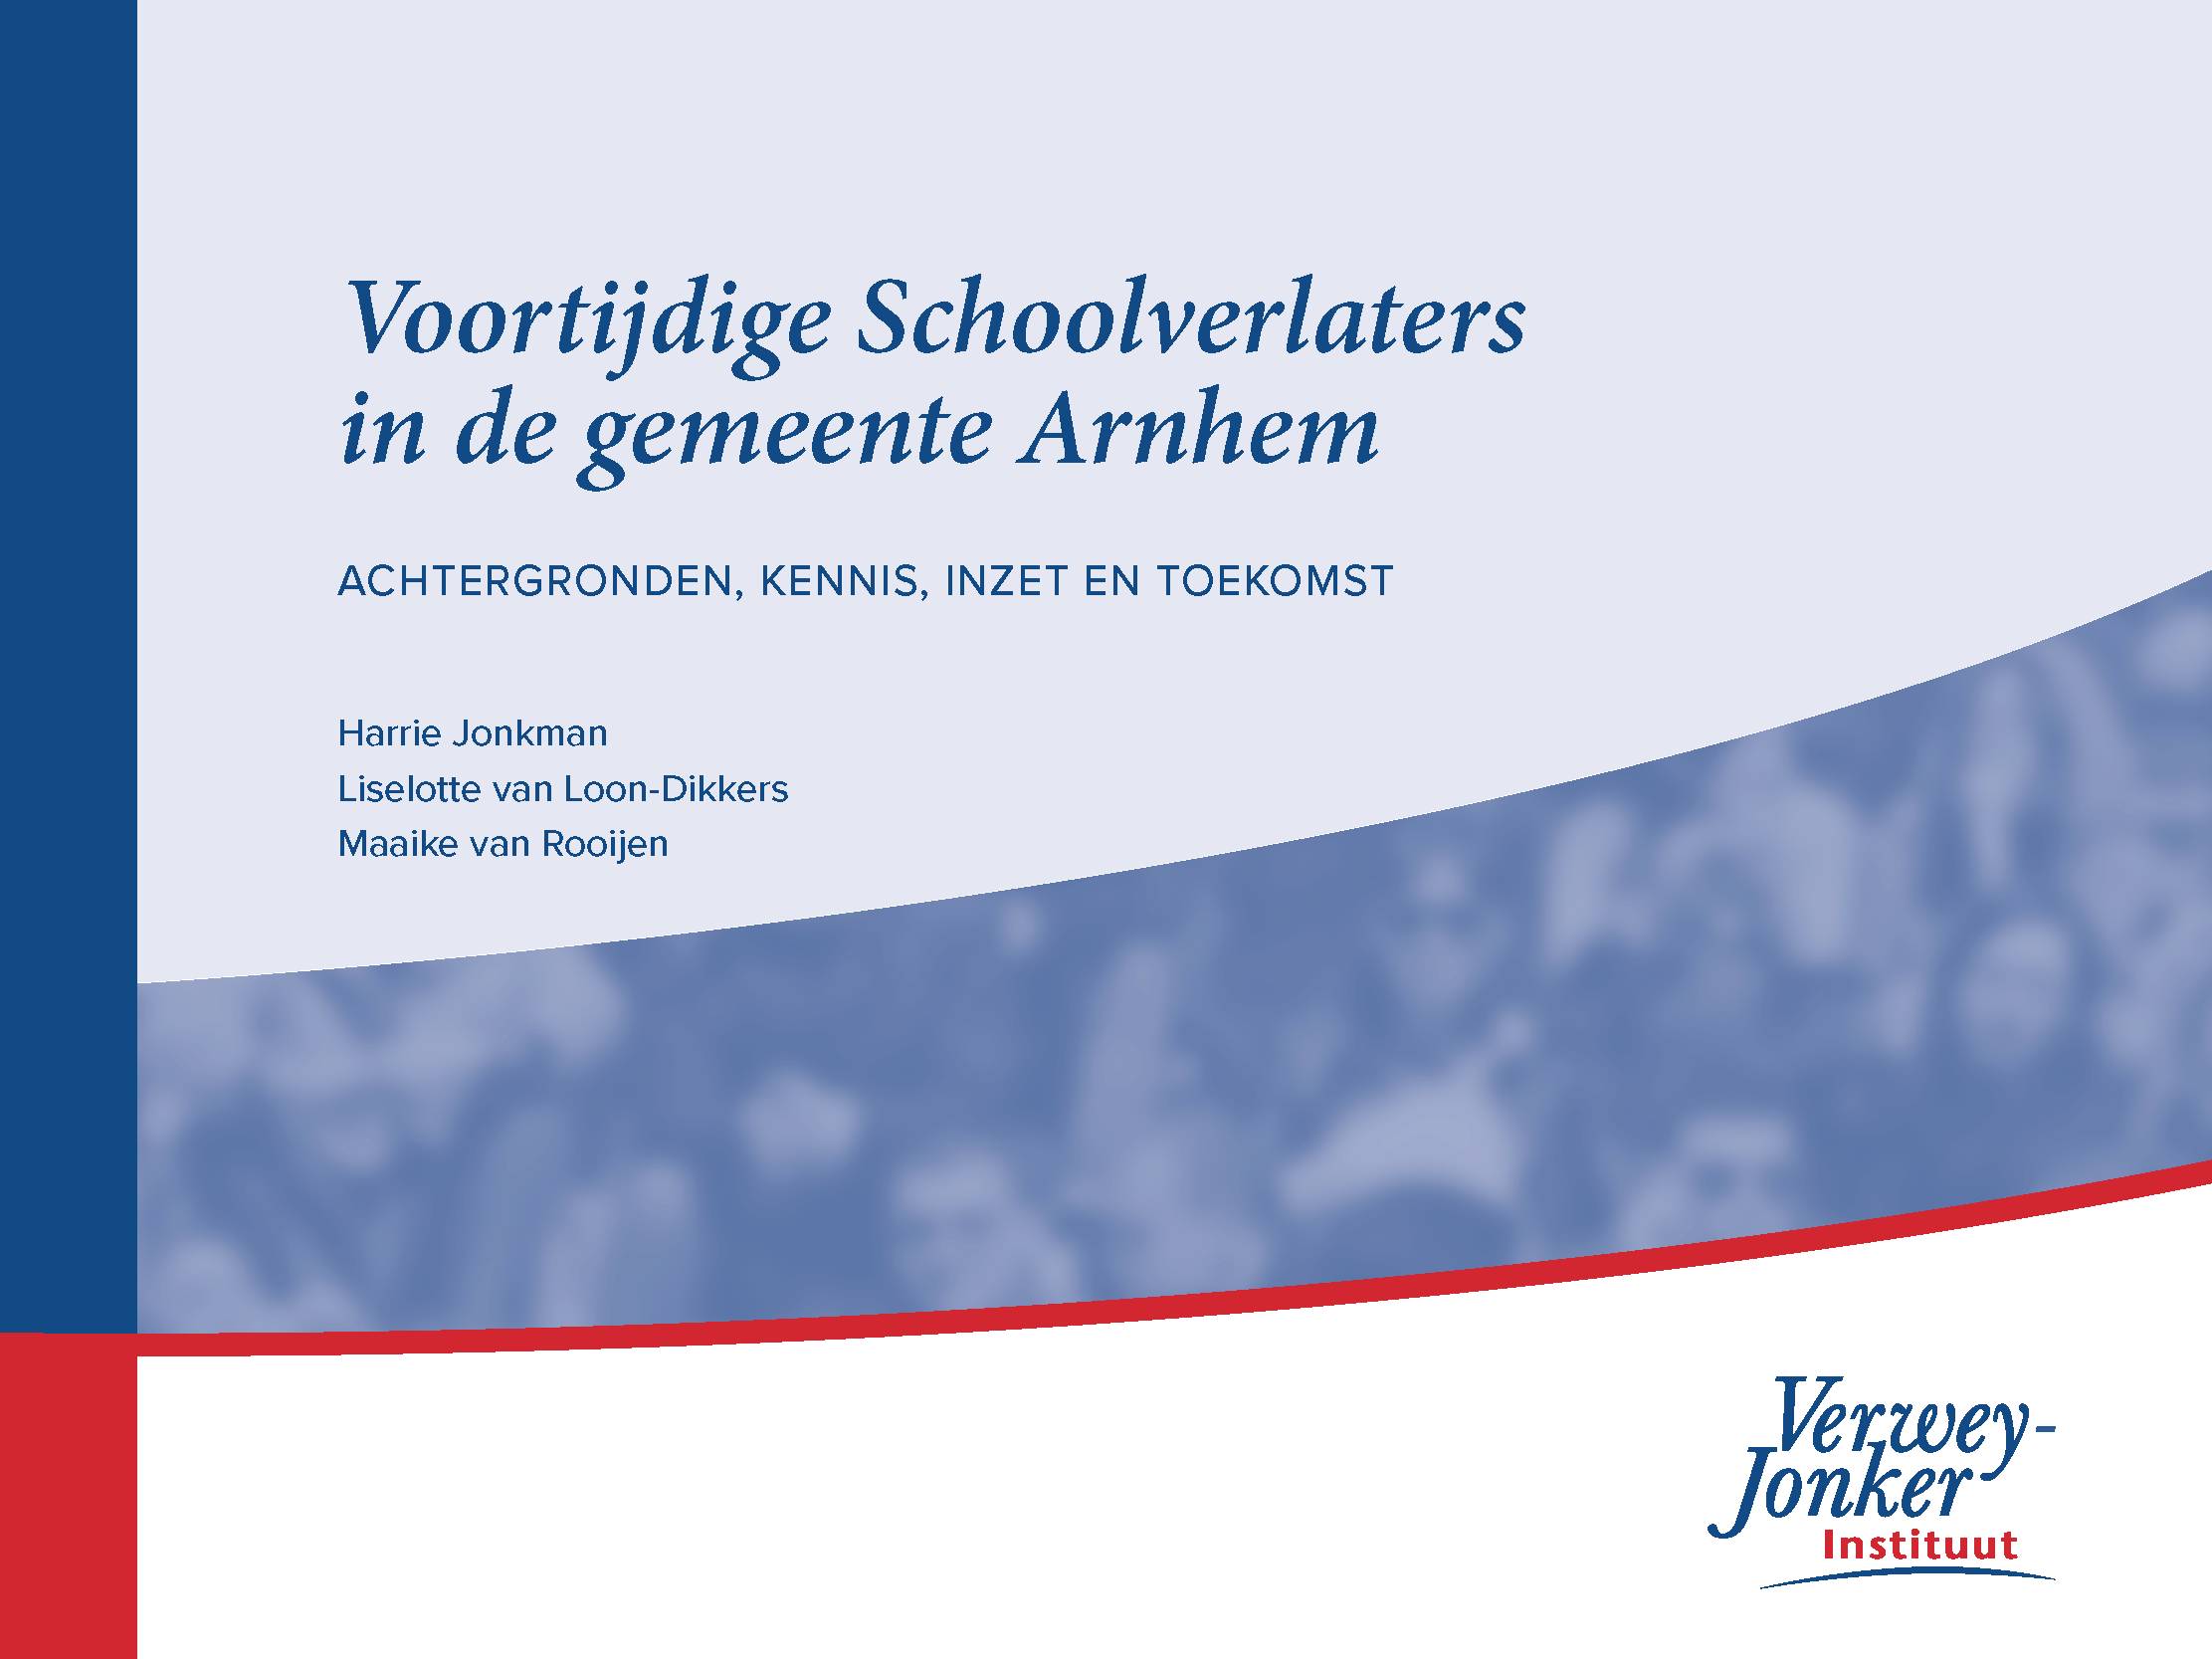 Voortijdige Schoolverlaters
in de gemeente Arnhem
ACHTERGRONDEN, KENNIS, INZET EN TOEKOMST
Harrie Jonkman
Liselotte van Loon-Dikkers
Maaike van Rooijen
Verwey-
Jonker
Instituut